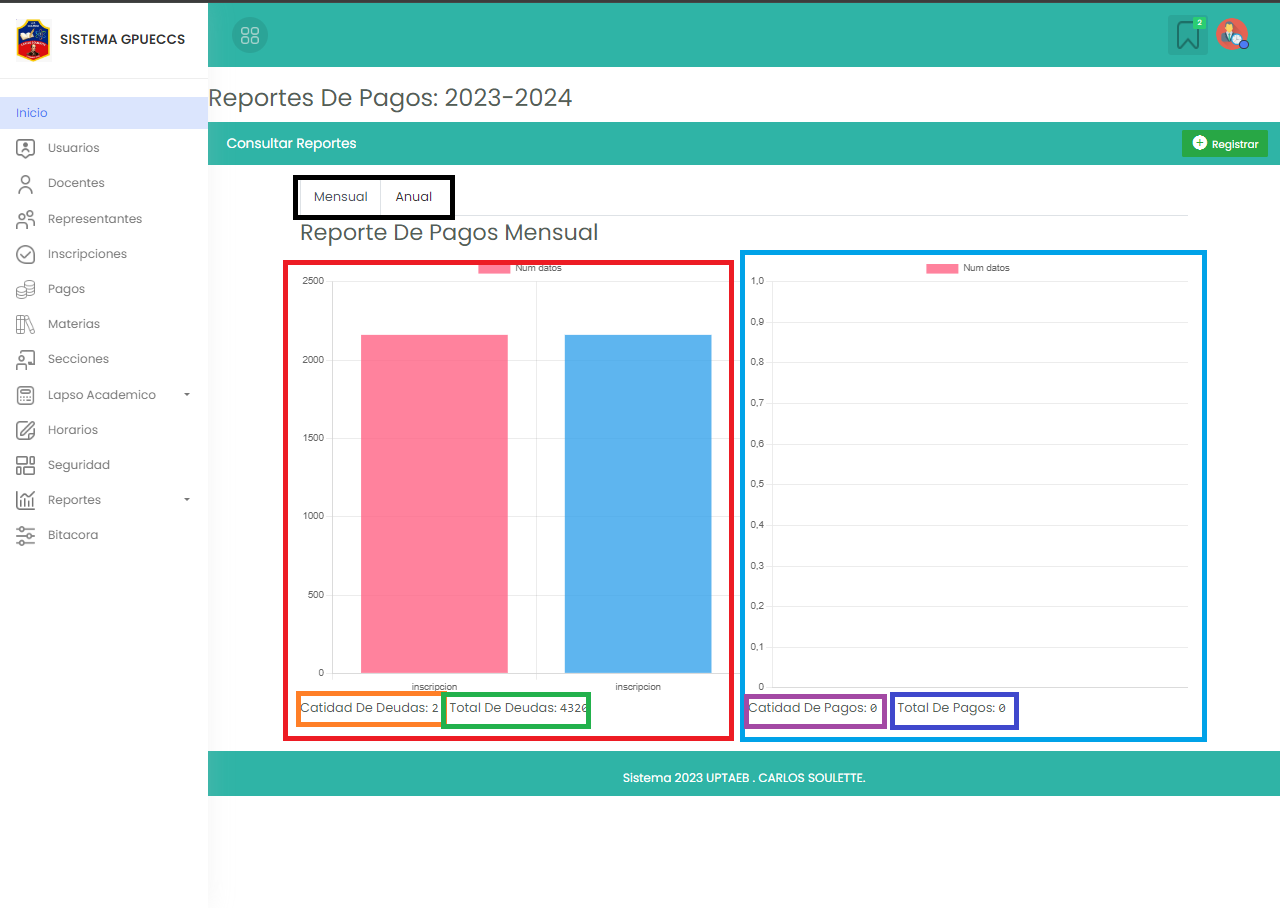 SISTEMA GPUECCS
2
Reportes De Pagos: 2023-2024
Inicio
Usuarios
Docentes
Representantes
Inscripciones
Pagos
Materias
Secciones
Lapso Academico
Horarios
Seguridad
Reportes
Bitacora
Consultar Reportes
Registrar
Mensual Anual
Reporte De Pagos Mensual
Num datos
2500
2000
1500
1000
500
0
inscripcion inscripcion
Catidad De Deudas: 2 Total De Deudas: 4320
Num datos
1,0
0,9
0,8
0,7
0,6
0,5
0,4
0,3
0,2
0,1
0
Catidad De Pagos: 0 Total De Pagos: 0
Sistema 2023 UPTAEB . CARLOS SOULETTE.